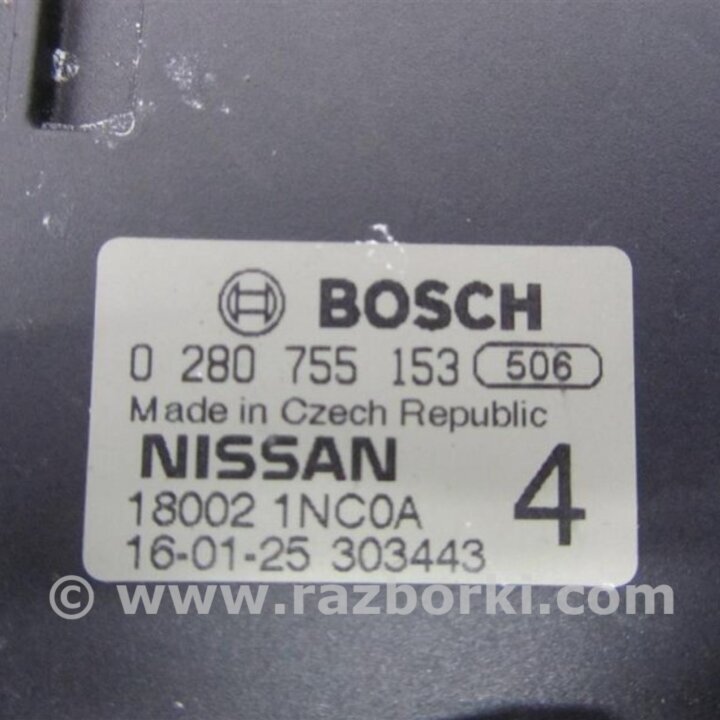 BOSCH
0 280 755 153 506
Made in Czech Republic
NISSAN
18002 1NC0A 4
16-01-25 303443
© www.razborki.com